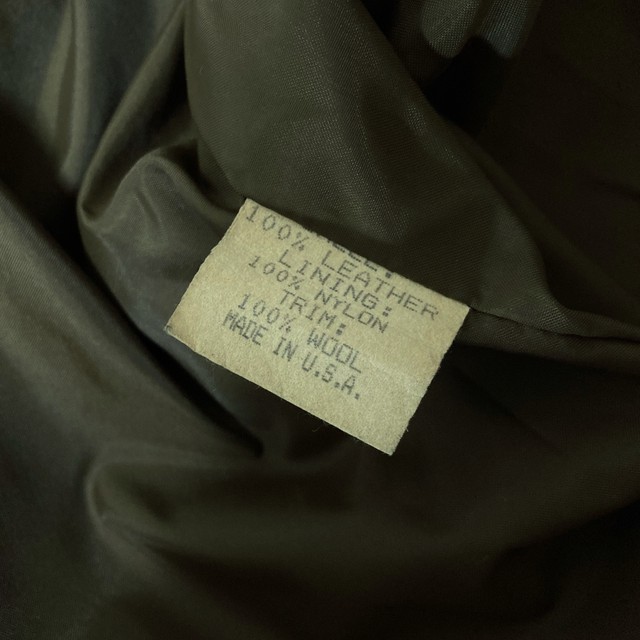 100% LEATHER
LINING:
100% NYLON
TRIM:
100% WOOL
MADE IN U.S.A.